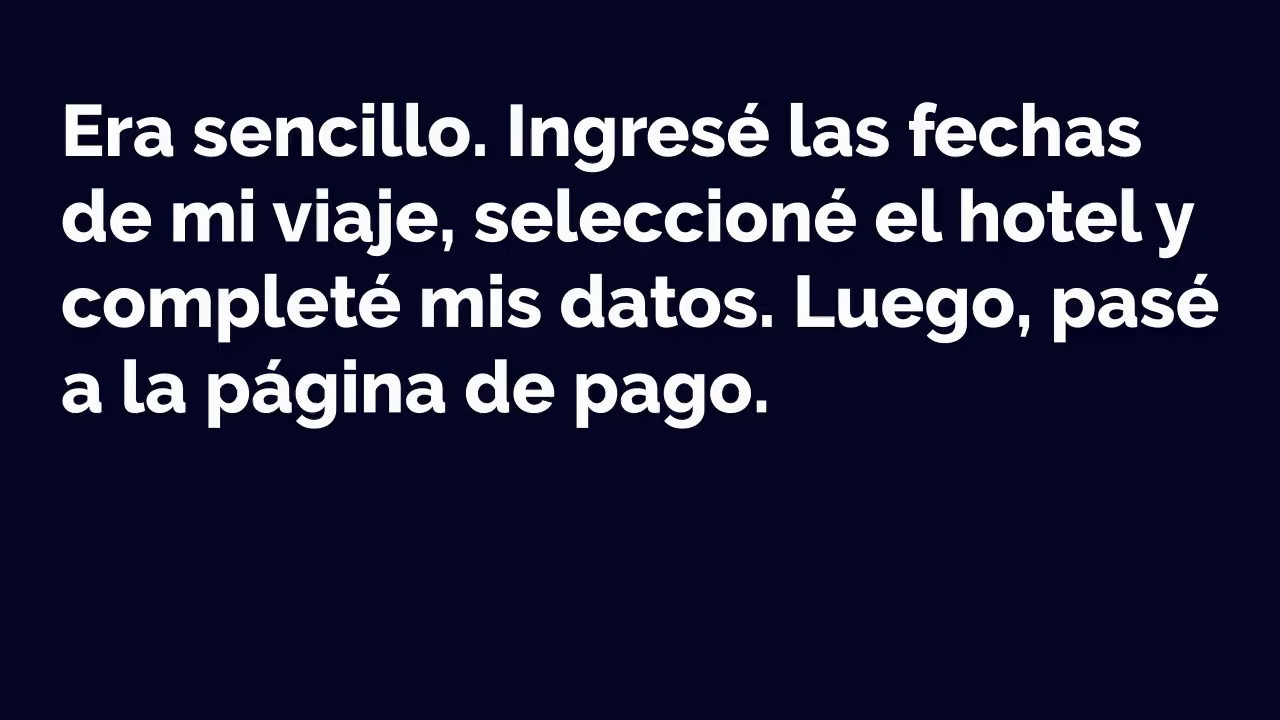 Era sencillo. Ingresé las fechas
de mi viaje, seleccioné el hotel y
completé mis datos. Luego, pasé
a la página de pago.